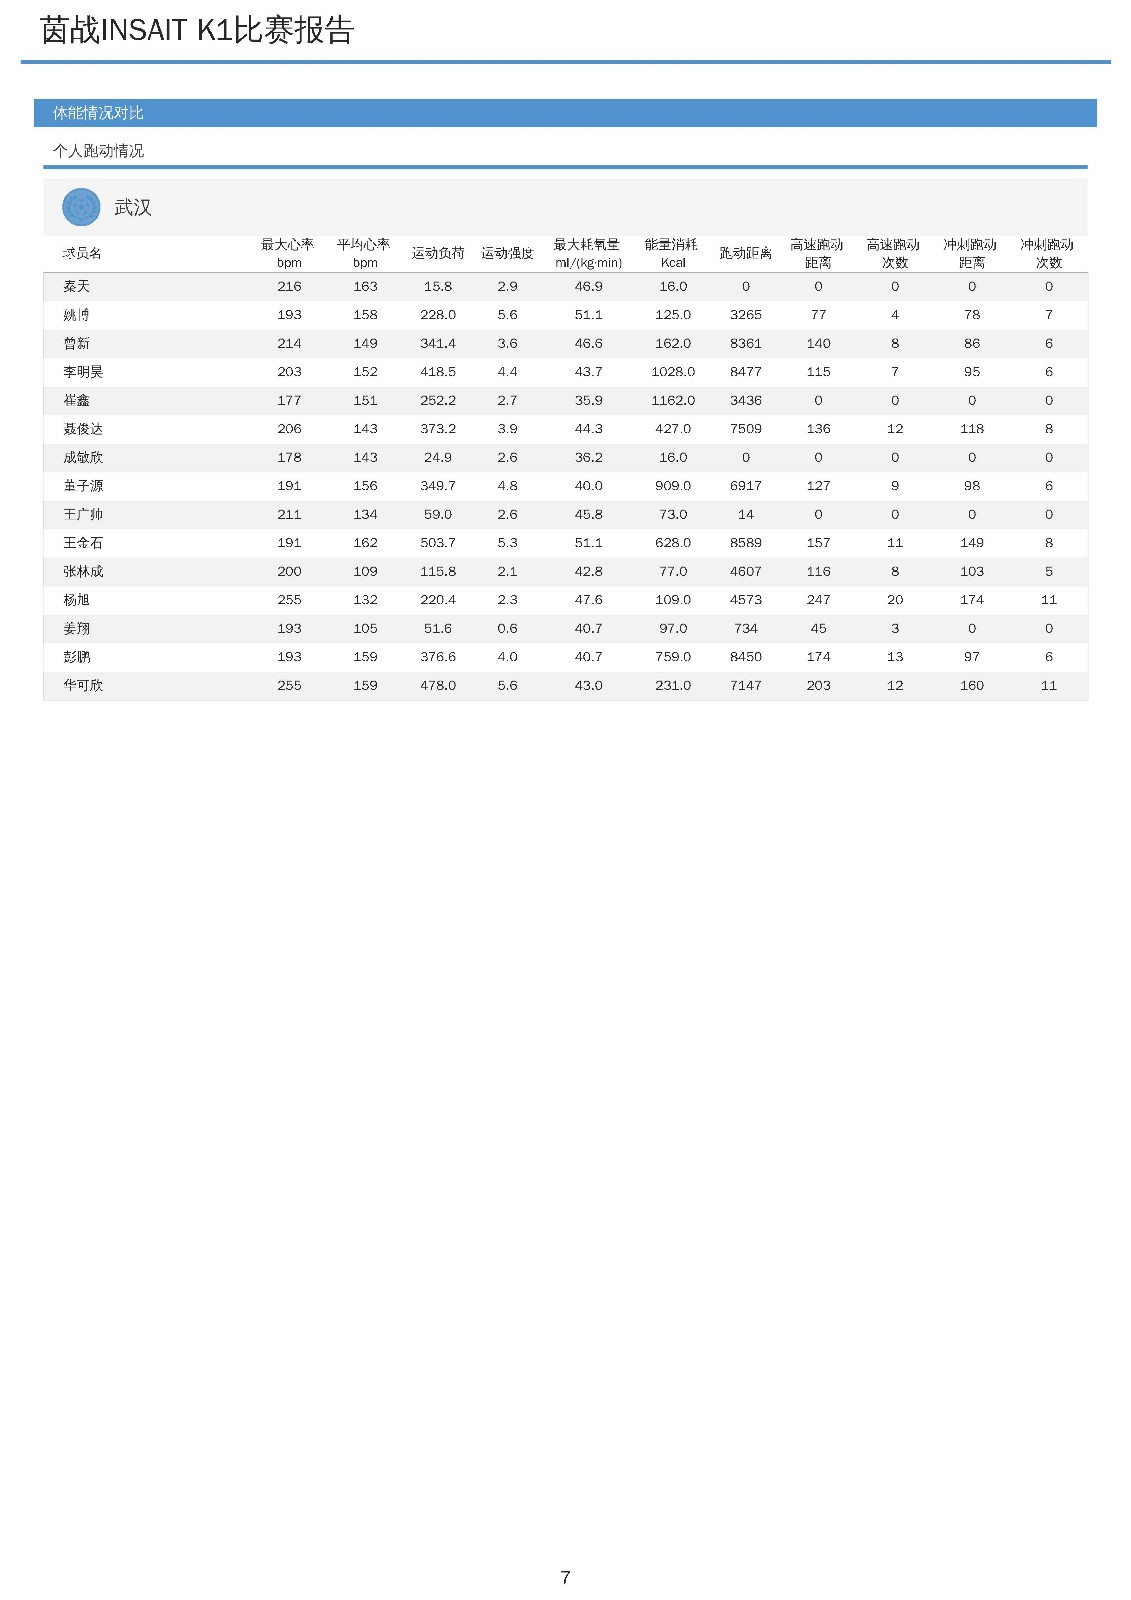 茵战INSAIT K1比赛报告
体能情况对比
个人跑动情况
武汉
球员名 最大心率 bpm 平均心率 bpm 运动负荷 运动强度 最大耗氧量 ml/(kg·min) 能量消耗 Kcal 跑动距离 高速跑动距离 高速跑动次数 冲刺跑动距离 冲刺跑动次数
秦天 216 163 15.8 2.9 46.9 16.0 0 0 0 0 0
姚博 193 158 228.0 5.6 51.1 125.0 3265 77 4 78 7
曾新 214 149 341.4 3.6 46.6 162.0 8361 140 8 86 6
李明昊 203 152 418.5 4.4 43.7 1028.0 8477 115 7 95 6
崔鑫 177 151 252.2 2.7 35.9 1162.0 3436 0 0 0 0
聂俊达 206 143 373.2 3.9 44.3 427.0 7509 136 12 118 8
成敏欣 178 143 24.9 2.6 36.2 16.0 0 0 0 0 0
董子源 191 156 349.7 4.8 40.0 909.0 6917 127 9 98 6
王广帅 211 134 59.0 2.6 45.8 73.0 14 0 0 0 0
王金石 191 162 503.7 5.3 51.1 628.0 8589 157 11 149 8
张林成 200 109 115.8 2.1 42.8 77.0 4607 116 8 103 5
杨旭 255 132 220.4 2.3 47.6 109.0 4573 247 20 174 11
姜翔 193 105 51.6 0.6 40.7 97.0 734 45 3 0 0
彭鹏 193 159 376.6 4.0 40.7 759.0 8450 174 13 97 6
华可欣 255 159 478.0 5.6 43.0 231.0 7147 203 12 160 11
7